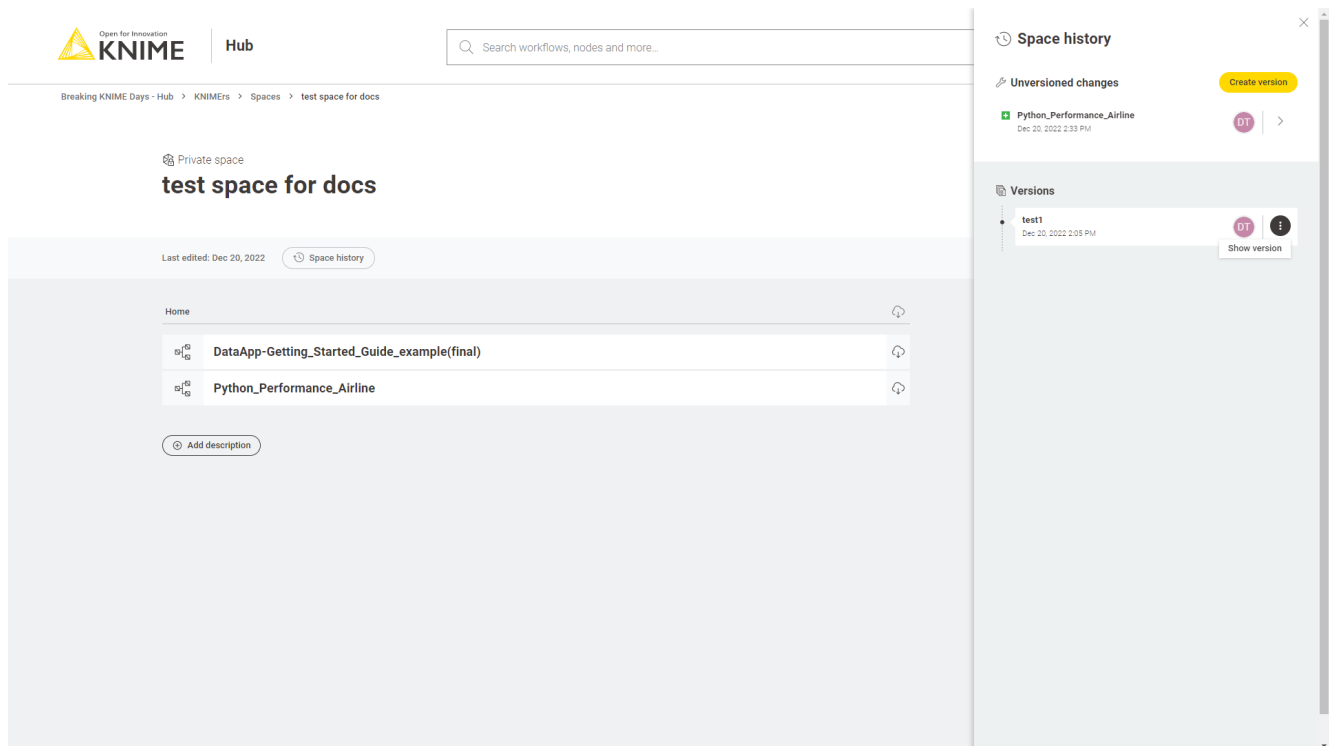 Open for Innovation
KNIME
Hub
Search workflows, nodes and more...
Breaking KNIME Days - Hub > KNIMErs > Spaces > test space for docs
Private space
test space for docs
Last edited: Dec 20, 2022
Space history
Home
DataApp-Getting_Started_Guide_example(final)
Python_Performance_Airline
Add description
Space history
Unversioned changes
Create version
Python_Performance_Airline
Dec 20, 2022 2:33 PM
DT
Versions
test1
Dec 20, 2022 2:05 PM
DT
Show version